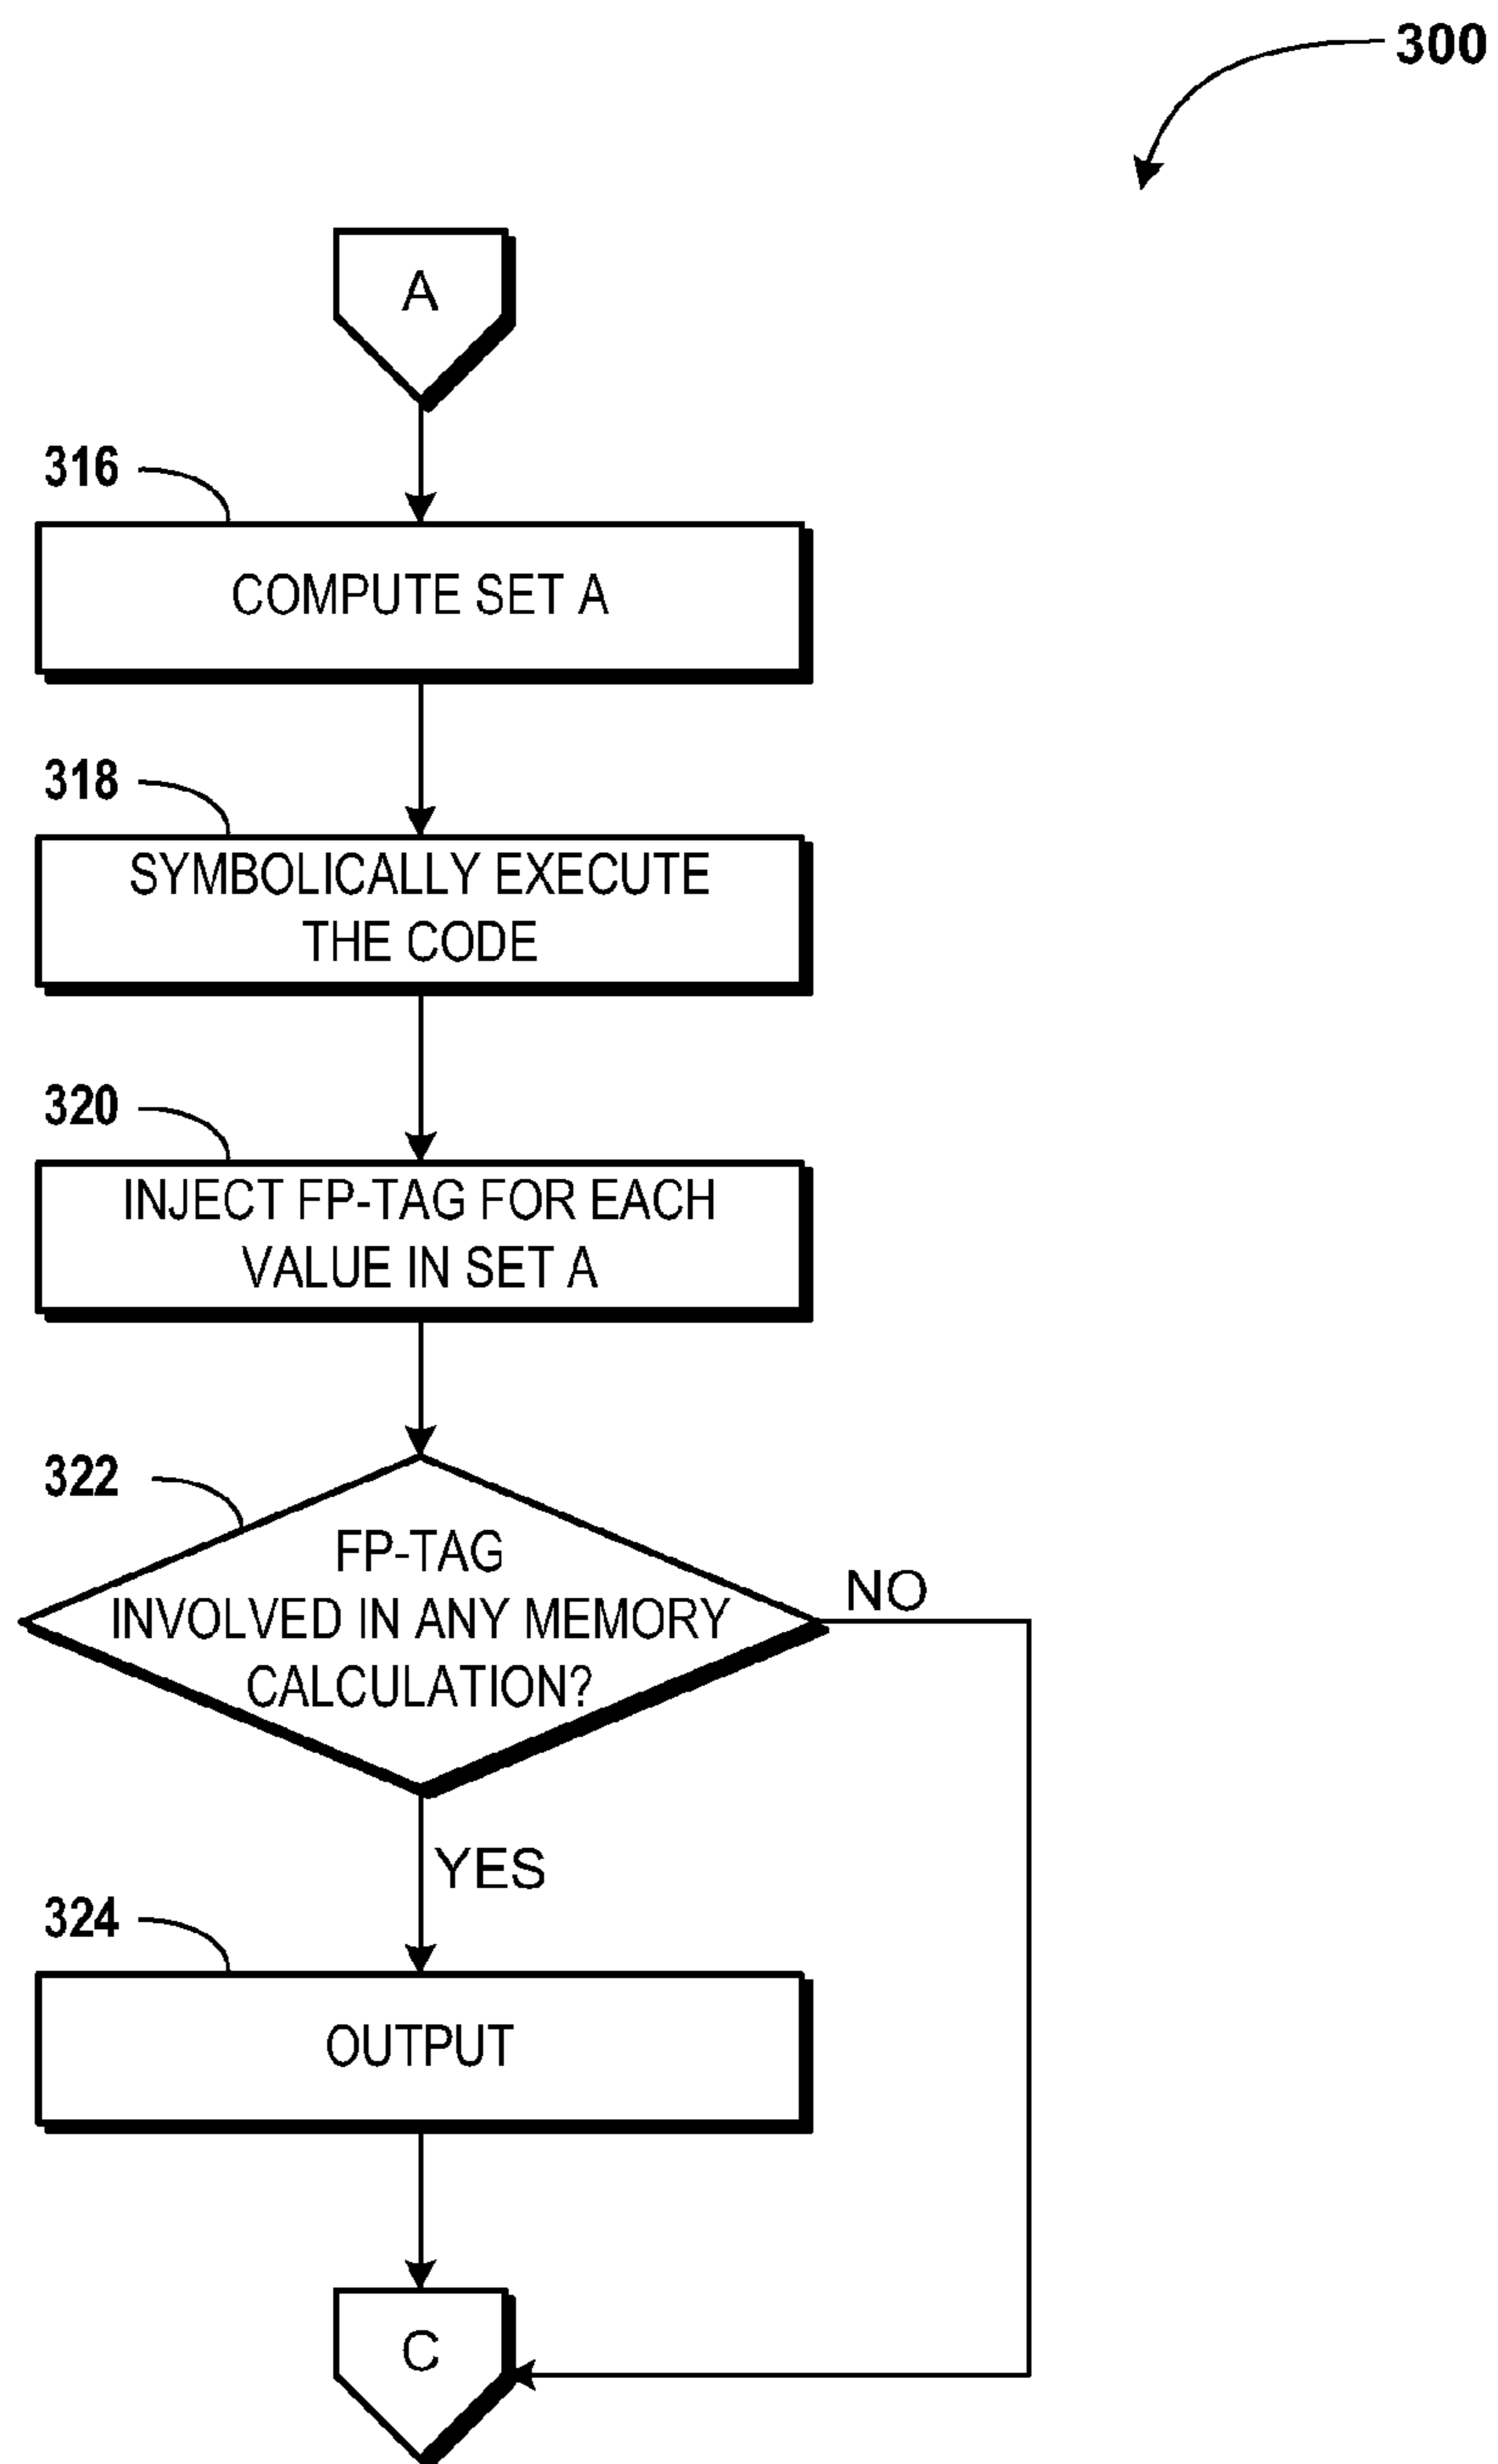 300
A
316
COMPUTE SET A
318
SYMBOLICALLY EXECUTE
THE CODE
320
INJECT FP-TAG FOR EACH
VALUE IN SET A
322
FP-TAG
INVOLVED IN ANY MEMORY
CALCULATION?
NO
YES
324
OUTPUT
C